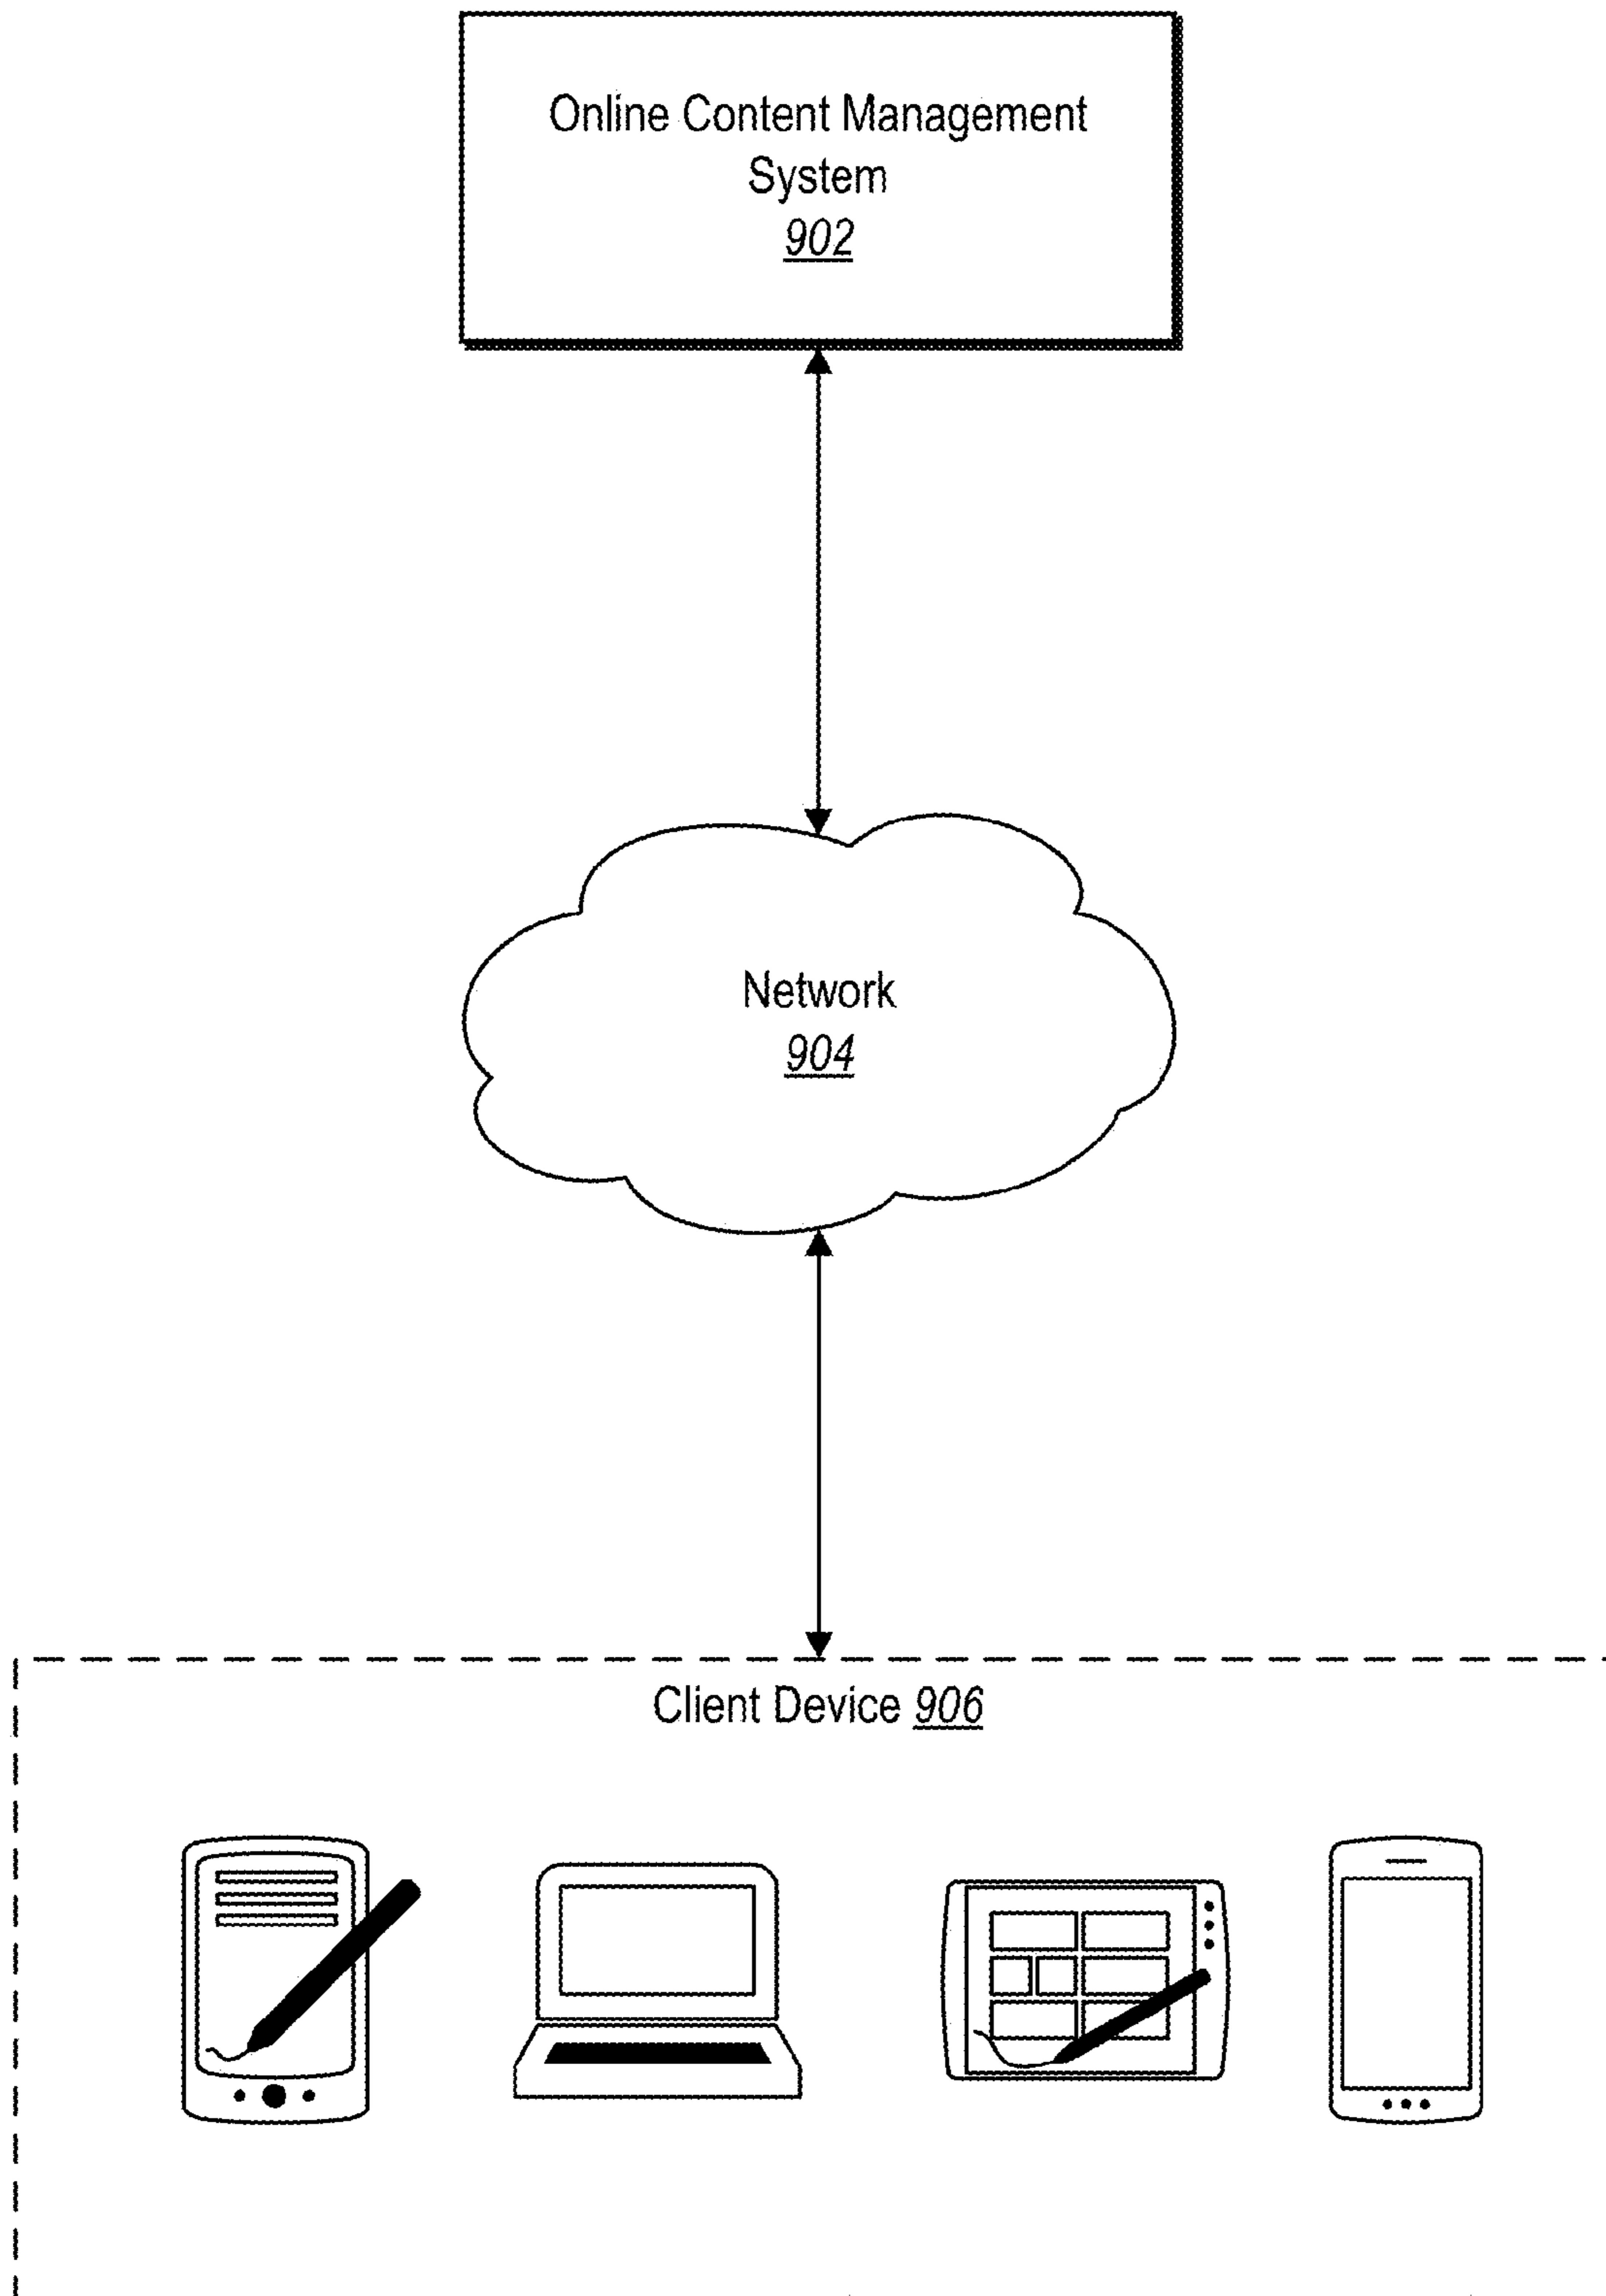 Online Content Management
System
902
Network
904
Client Device 906